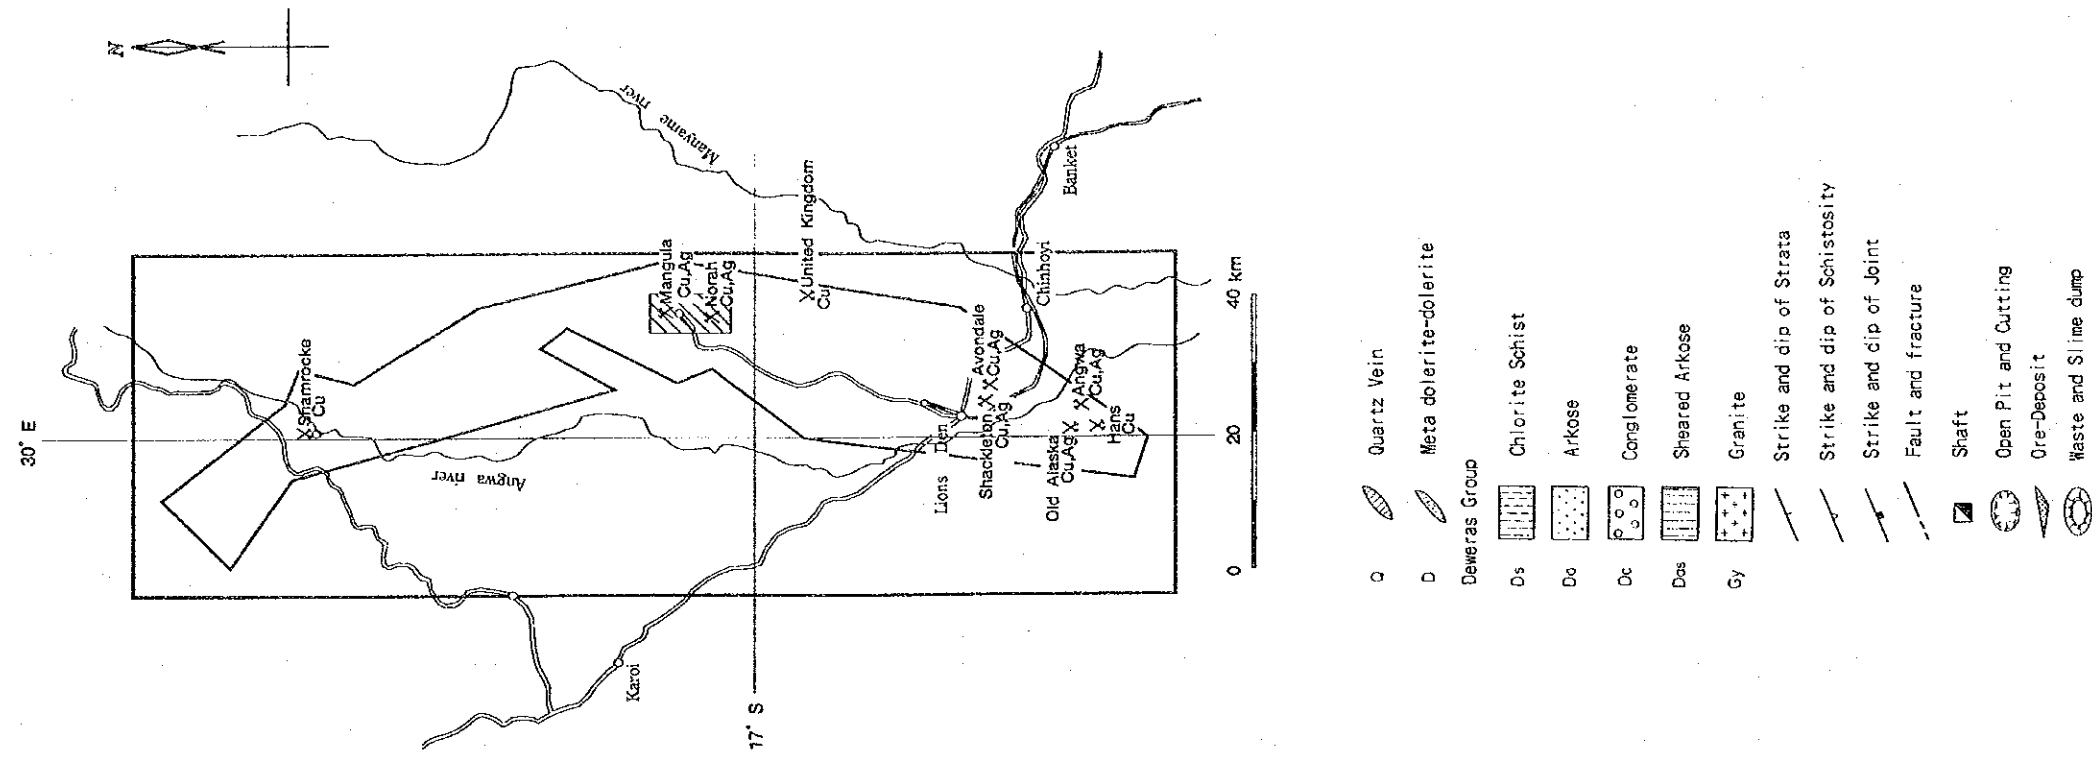 N
30° E
Shamrocke
Cu
Angwa river
Manyame river
Mangula
Cu,Ag
Norah
Cu,Ag
United Kingdom
Cu
17° S
Karoi
Lions Den
Avondale
Cu,Ag
Shackleton
Cu,Ag
Old Alaska
Cu,Ag
Angwa
Cu,Ag
Hans
Cu
Chinhoyi
Banket
0 20 40 km
Q Quartz Vein
D Meta dolerite-dolerite
Deweras Group
Ds Chlorite Schist
Da Arkose
Dc Conglomerate
Das Sheared Arkose
Gy Granite
Strike and dip of Strata
Strike and dip of Schistosity
Strike and dip of Joint
Fault and fracture
Shaft
Open Pit and Cutting
Ore-Deposit
Waste and Slime dump